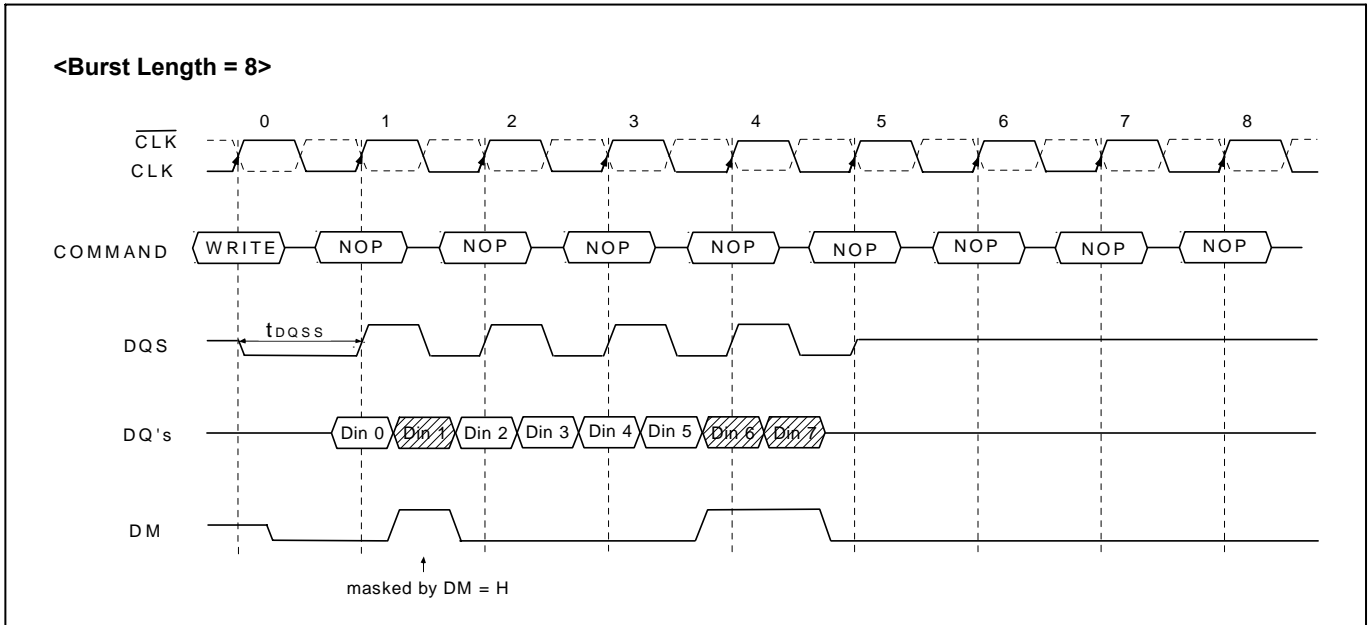 <Burst Length = 8>
0 1 2 3 4 5 6 7 8
CLK
CLK
COMMAND WRITE NOP NOP NOP NOP NOP NOP NOP NOP
DQS tDQSS
DQ's Din 0 Din 1 Din 2 Din 3 Din 4 Din 5 Din 6 Din 7
DM
masked by DM = H